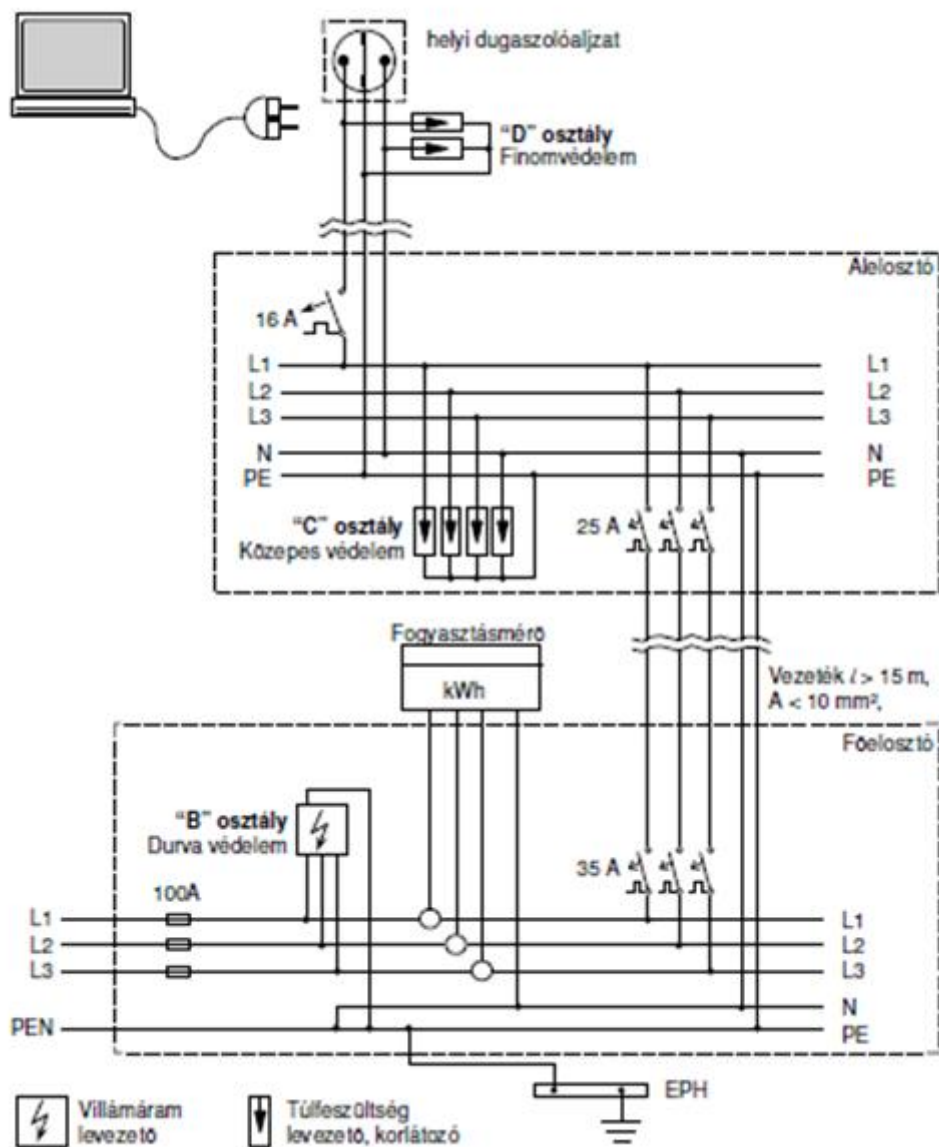 helyi dugaszolóaljzat
"D" osztály
Finomvédelem
Alelosztó
16 A
L1
L1
L2
L2
L3
L3
N
N
PE
PE
"C" osztály
Közepes védelem
25 A
Fogyasztásmérő
kWh
Vezeték l > 15 m,
A < 10 mm²,
Főelosztó
"B" osztály
Durva védelem
35 A
100A
L1
L1
L2
L2
L3
L3
N
PEN
PE
EPH
Villámáram
levezető
Túlfeszültség
levezető, korlátozó